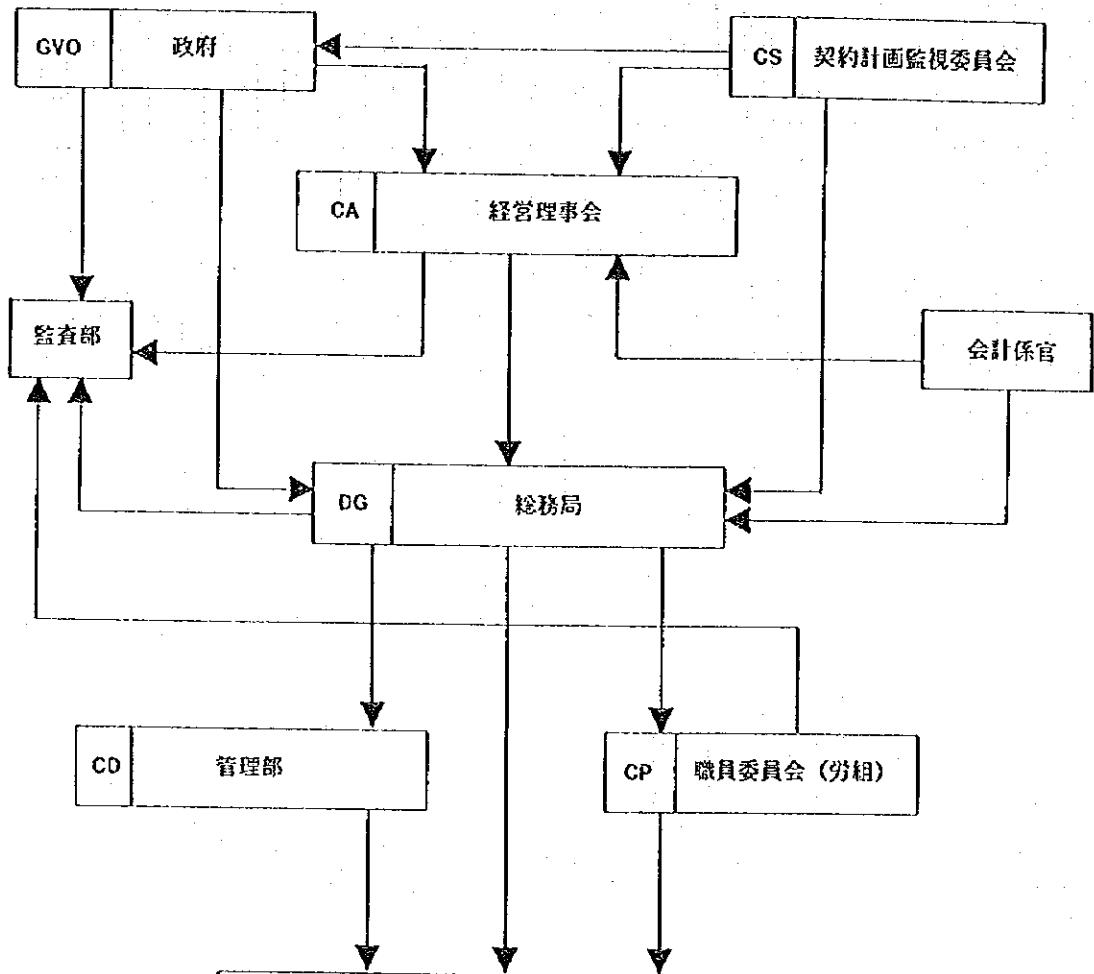 GVO 政府
CS 契約計画監視委員会
CA 経営理事会
監査部
会計係官
DG 総務局
CD 管理部
CP 職員委員会（労組）